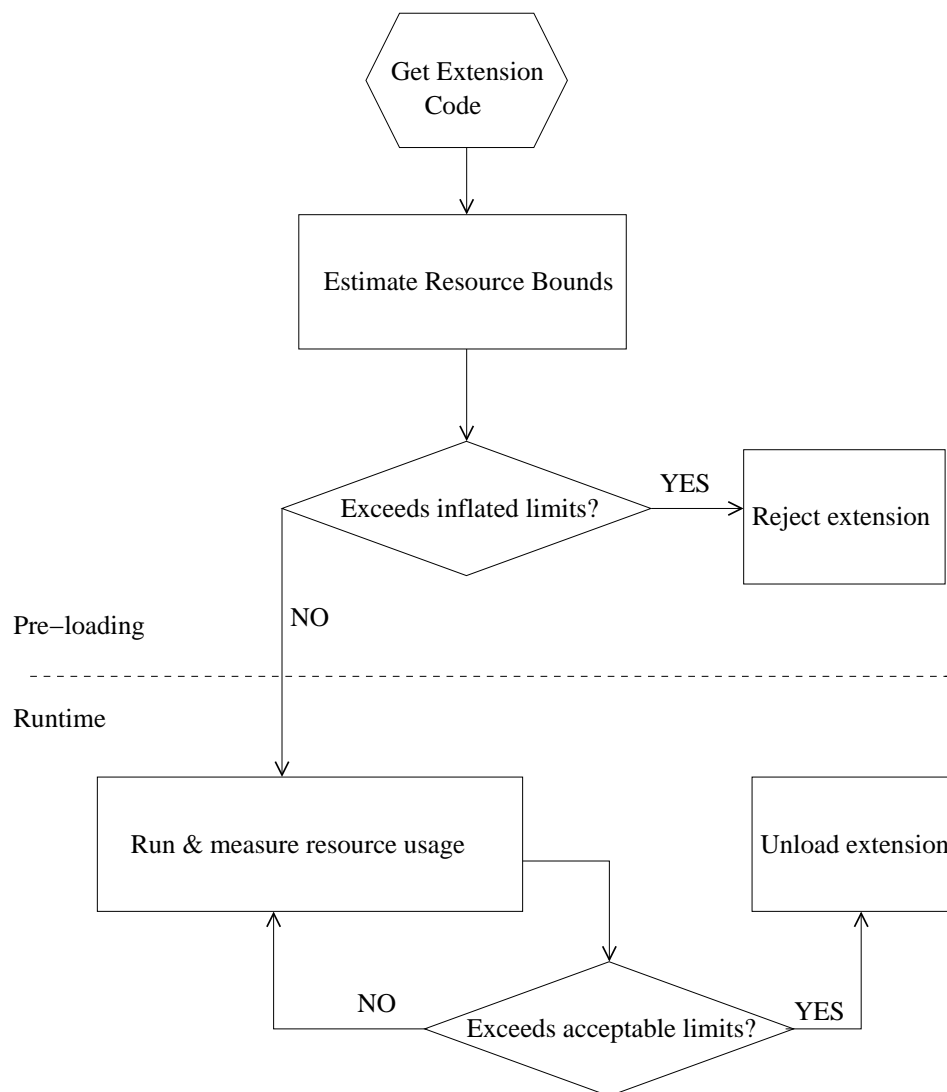 Get Extension
Code
Estimate Resource Bounds
Exceeds inflated limits?
YES
Reject extension
NO
Pre−loading
Runtime
Run & measure resource usage
Unload extension
NO
YES
Exceeds acceptable limits?